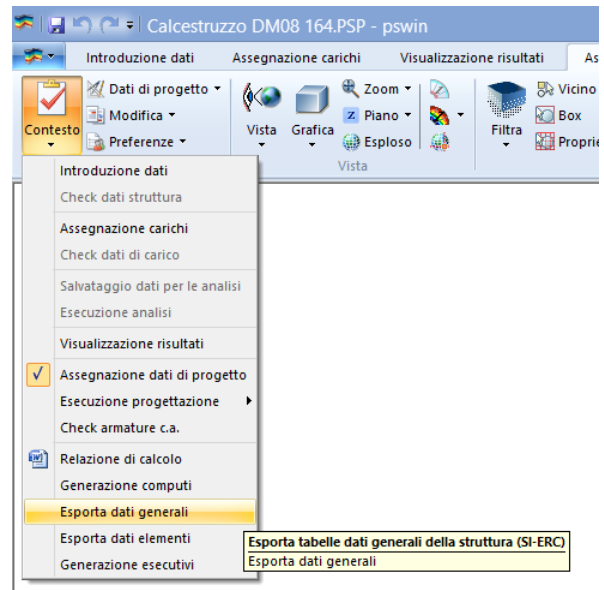 Calcestruzzo DM08 164.PSP - pswin
Introduzione dati Assegnazione carichi Visualizzazione risultati As
Contesto
Dati di progetto
Modifica
Preferenze
Vista
Grafica
Zoom
Z Piano
Esploso
Vista
Filtra
Vicino
Box
Proprie
Introduzione dati
Check dati struttura
Assegnazione carichi
Check dati di carico
Salvataggio dati per le analisi
Esecuzione analisi
Visualizzazione risultati
Assegnazione dati di progetto
Esecuzione progettazione
Check armature c.a.
Relazione di calcolo
Generazione computi
Esporta dati generali
Esporta dati elementi
Generazione esecutivi
Esporta tabelle dati generali della struttura (SI-ERC)
Esporta dati generali